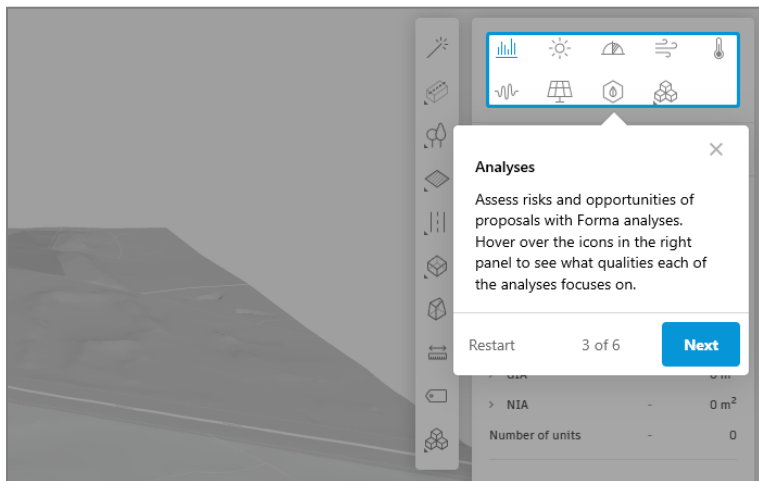 Analyses
Assess risks and opportunities of
proposals with Forma analyses.
Hover over the icons in the right
panel to see what qualities each of
the analyses focuses on.
Restart
3 of 6
Next
> GIA - 0 m²
> NIA - 0 m²
Number of units - 0